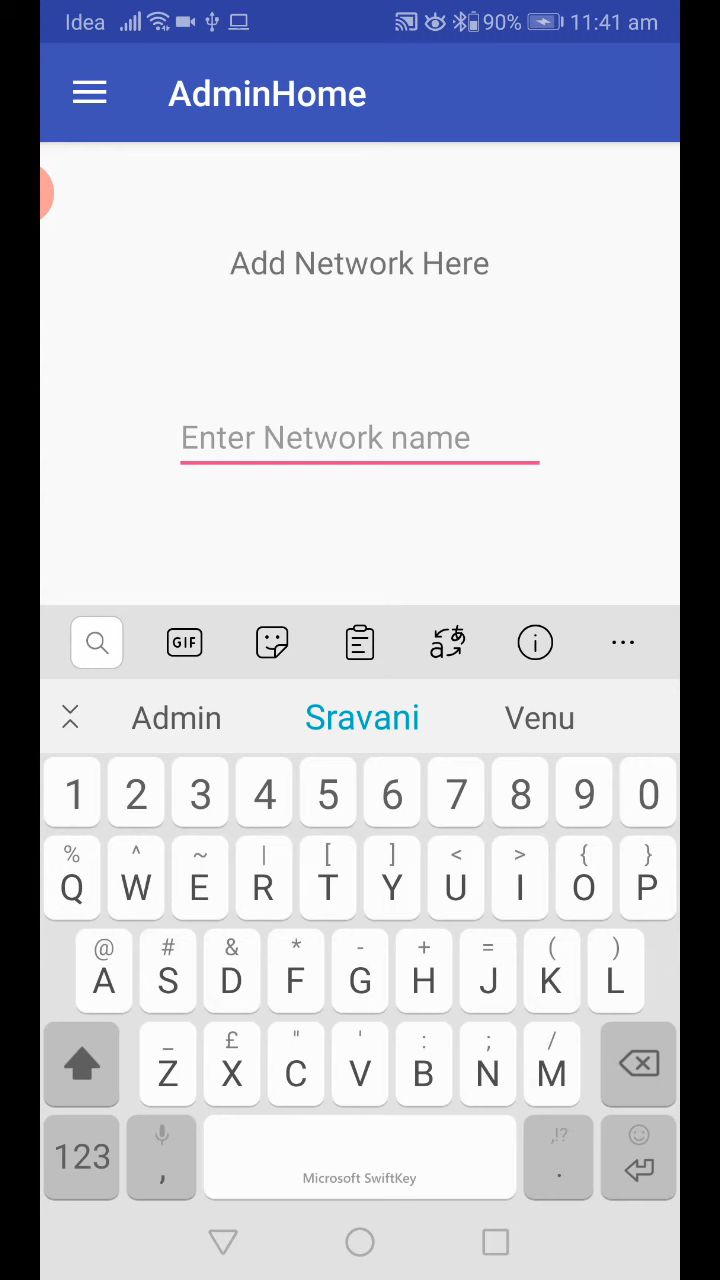 Idea 90% 11:41 am
AdminHome
Add Network Here
Enter Network name
GIF
Admin Sravani Venu
1 2 3 4 5 6 7 8 9 0
% ^ ~ | [ ] < > { }
Q W E R T Y U I O P
@ # & * - + = ( )
A S D F G H J K L
_ £ " ' : ; /
Z X C V B N M
,!?
123 , Microsoft SwiftKey .